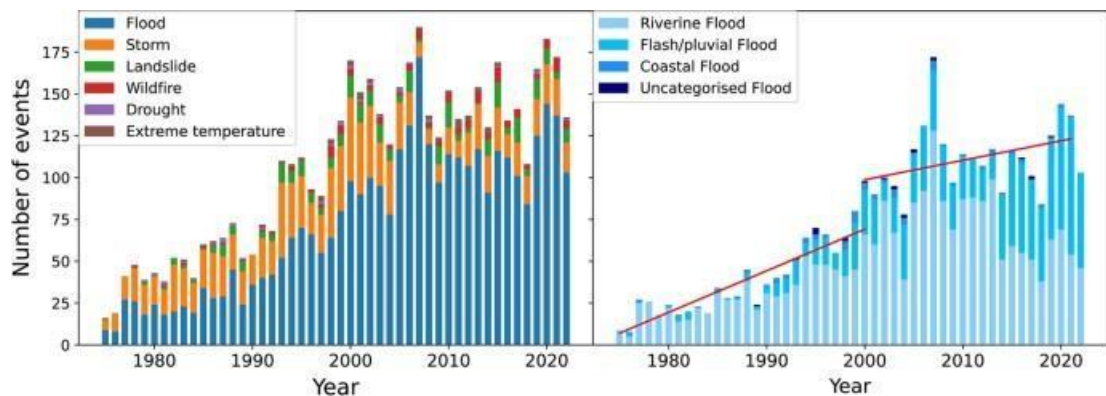 Flood
Storm
Landslide
Wildfire
Drought
Extreme temperature
Number of events
175
150
125
100
75
50
25
0
1980
1990
2000
2010
2020
Year
Riverine Flood
Flash/pluvial Flood
Coastal Flood
Uncategorised Flood
1980
1990
2000
2010
2020
Year